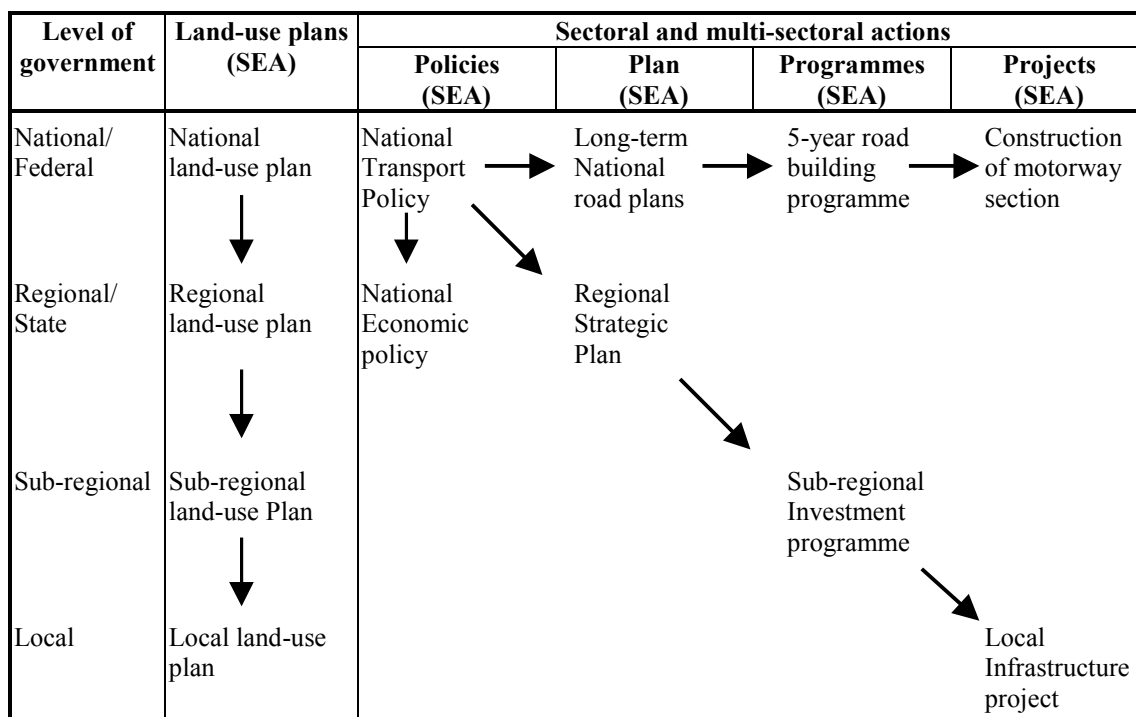 Level of
government
Land-use plans
(SEA)
Sectoral and multi-sectoral actions
Policies
(SEA)
Plan
(SEA)
Programmes
(SEA)
Projects
(SEA)
National/
Federal
National
land-use plan
National
Transport
Policy
Long-term
National
road plans
5-year road
building
programme
Construction
of motorway
section
Regional/
State
Regional
land-use plan
National
Economic
policy
Regional
Strategic
Plan
Sub-regional
Sub-regional
land-use Plan
Sub-regional
Investment
programme
Local
Local land-use
plan
Local
Infrastructure
project